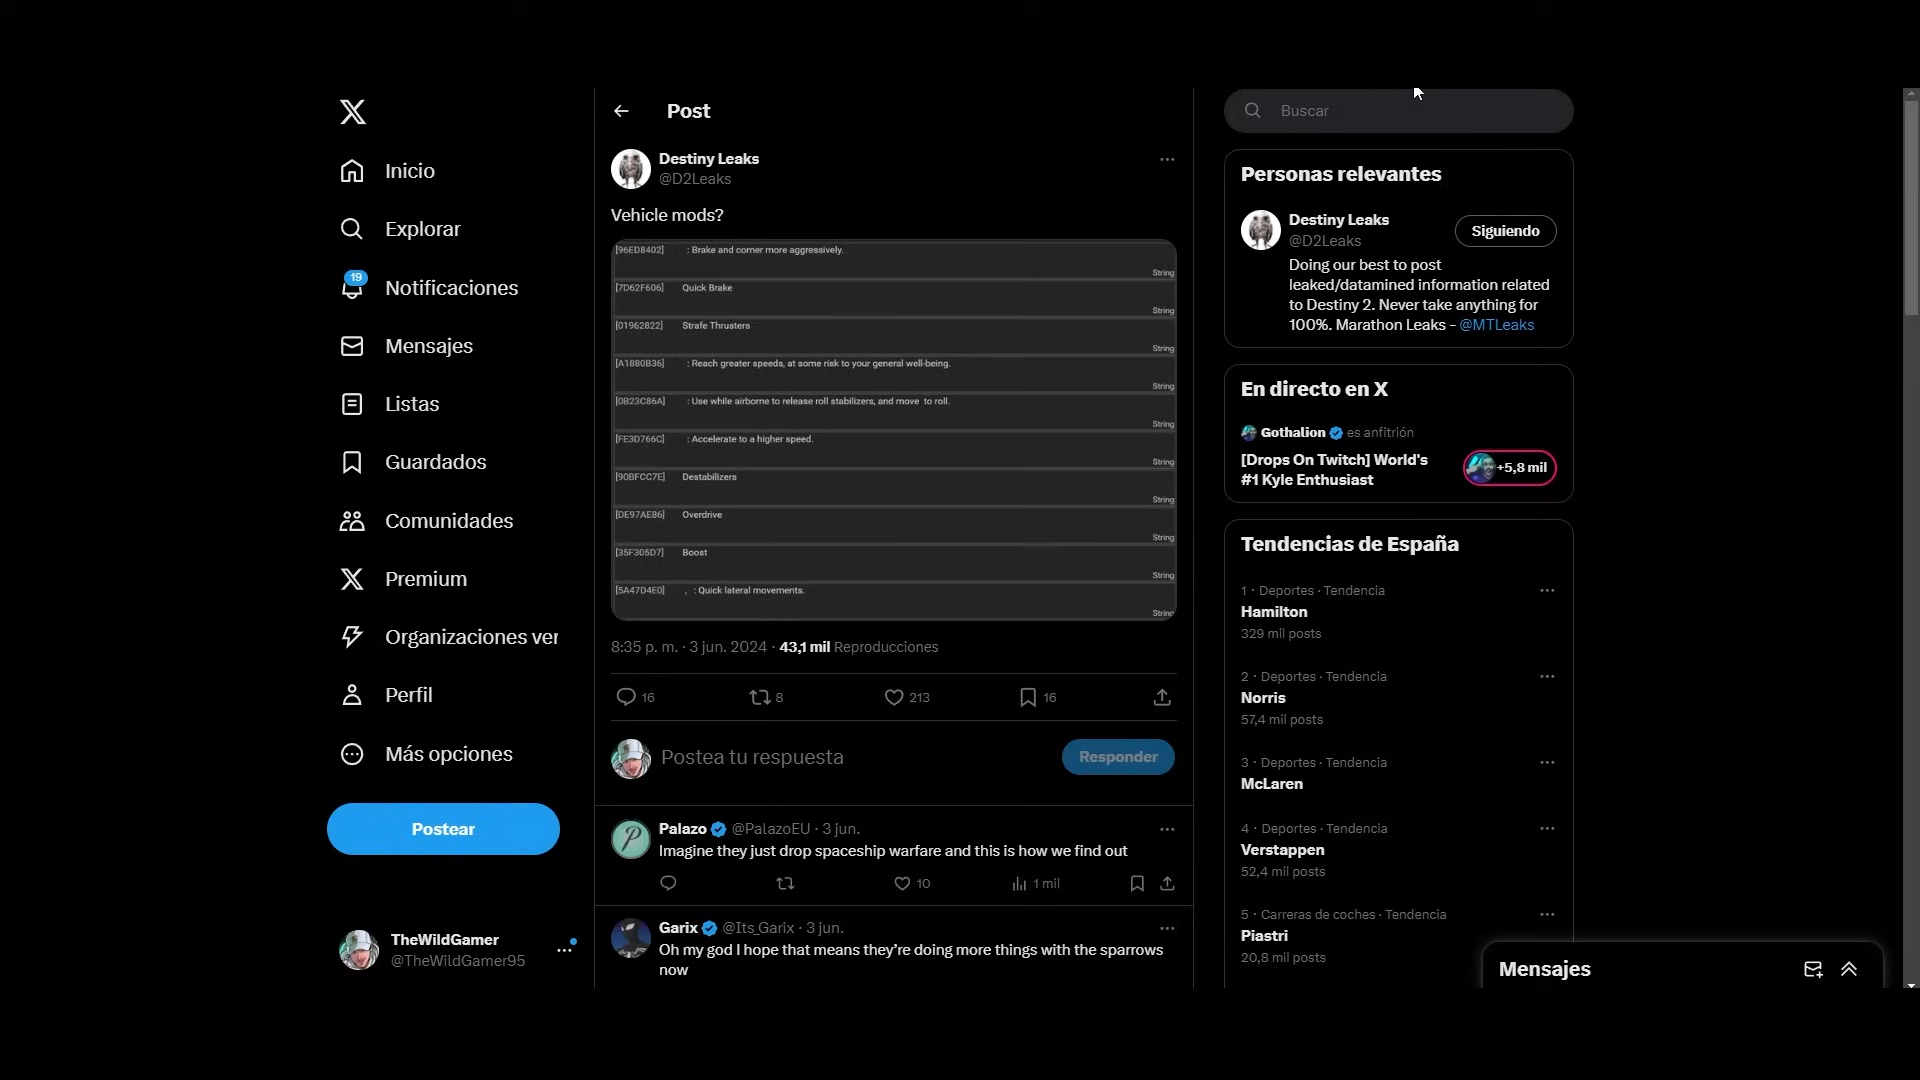 Inicio
Explorar
19
Notificaciones
Mensajes
Listas
Guardados
Comunidades
Premium
Organizaciones ver
Perfil
Más opciones
Postear
TheWildGamer
@TheWildGamer95
Post
Destiny Leaks
@D2Leaks
Vehicle mods?
[96ED8402] : Brake and corner more aggressively.
String
[7D62F606] Quick Brake
String
[01962822] Strafe Thrusters
String
[A1880B36] : Reach greater speeds, at some risk to your general well-being.
String
[0B23C86A] : Use while airborne to release roll stabilizers, and move to roll.
String
[FE3D766C] : Accelerate to a higher speed.
String
[90BFCC7E] Destabilizers
String
[DE97AE86] Overdrive
String
[35F305D7] Boost
String
[5A47D4E0] , : Quick lateral movements.
String
8:35 p. m. · 3 jun. 2024 · 43,1 mil Reproducciones
16 8 213 16
Postea tu respuesta
Responder
Palazo @PalazoEU · 3 jun.
Imagine they just drop spaceship warfare and this is how we find out
10 1 mil
Garix @Its_Garix · 3 jun.
Oh my god I hope that means they’re doing more things with the sparrows
now
Buscar
Personas relevantes
Destiny Leaks
@D2Leaks
Siguiendo
Doing our best to post
leaked/datamined information related
to Destiny 2. Never take anything for
100%. Marathon Leaks - @MTLeaks
En directo en X
Gothalion es anfitrión
[Drops On Twitch] World's
#1 Kyle Enthusiast
+5,8 mil
Tendencias de España
1 · Deportes · Tendencia
Hamilton
329 mil posts
2 · Deportes · Tendencia
Norris
57,4 mil posts
3 · Deportes · Tendencia
McLaren
4 · Deportes · Tendencia
Verstappen
52,4 mil posts
5 · Carreras de coches · Tendencia
Piastri
20,8 mil posts
Mensajes